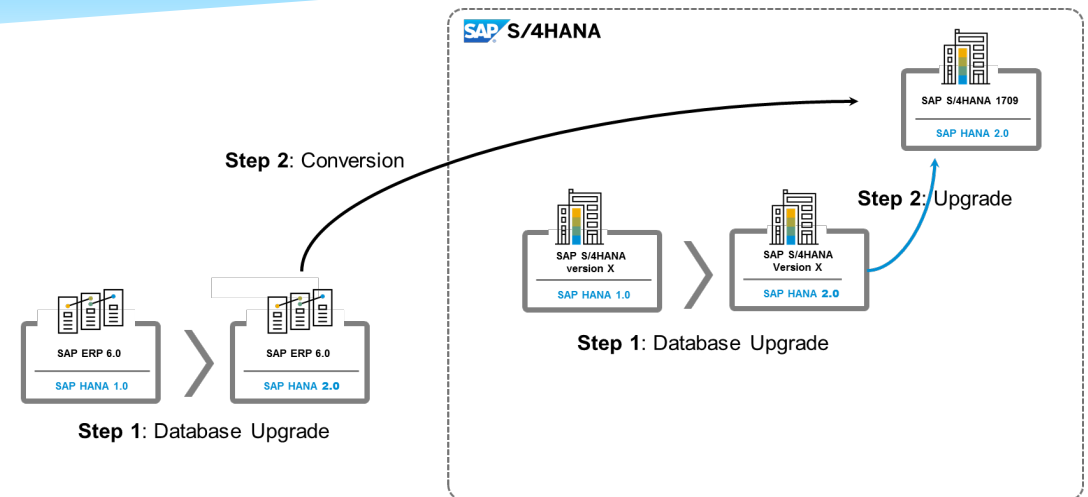 SAP S/4HANA
SAP S/4HANA 1709
SAP HANA 2.0
Step 2: Conversion
Step 2: Upgrade
SAP S/4HANA
version X
SAP HANA 1.0
SAP S/4HANA
Version X
SAP HANA 2.0
Step 1: Database Upgrade
SAP ERP 6.0
SAP HANA 1.0
SAP ERP 6.0
SAP HANA 2.0
Step 1: Database Upgrade